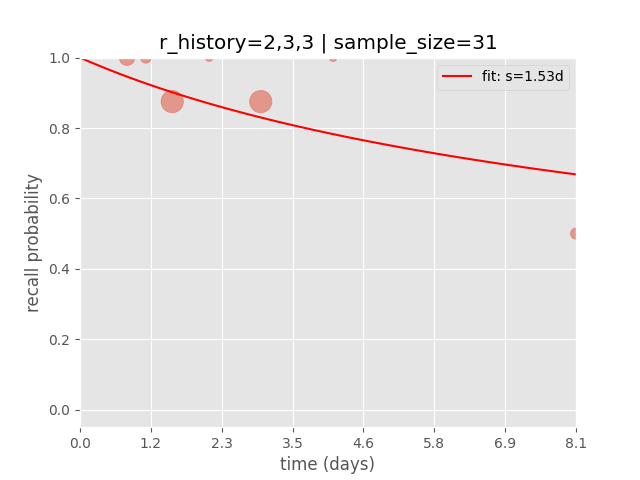 r_history=2,3,3 | sample_size=31
fit: s=1.53d
recall probability
1.0
0.8
0.6
0.4
0.2
0.0
0.0 1.2 2.3 3.5 4.6 5.8 6.9 8.1
time (days)